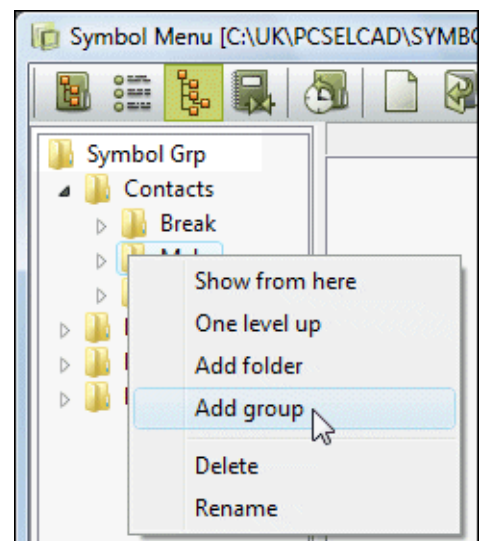 Symbol Menu [C:\UK\PCSELCAD\SYMBO
Symbol Grp
Contacts
Break
Show from here
One level up
Add folder
Add group
Delete
Rename